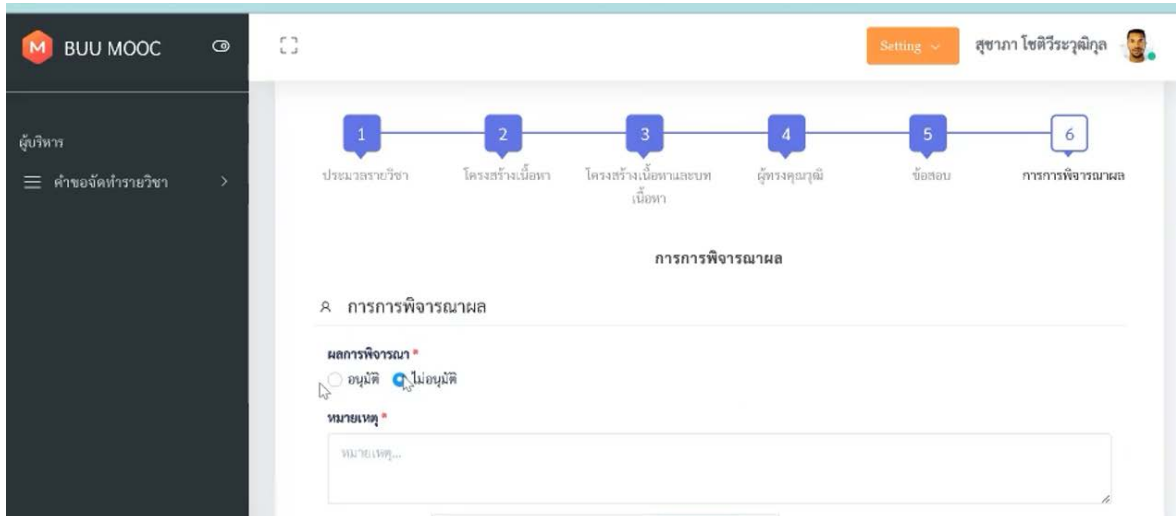 BUU MOOC
Setting
สุชาภา โชติวีระวุฒิกุล
ผู้บริหาร
คำขอจัดทำรายวิชา
1
2
3
4
5
6
ประมวลรายวิชา
โครงสร้างเนื้อหา
โครงสร้างเนื้อหาและบท
เนื้อหา
ผู้ทรงคุณวุฒิ
ข้อสอบ
การการพิจารณาผล
การการพิจารณาผล
การการพิจารณาผล
ผลการพิจารณา *
อนุมัติ ไม่อนุมัติ
หมายเหตุ *
หมายเหตุ...